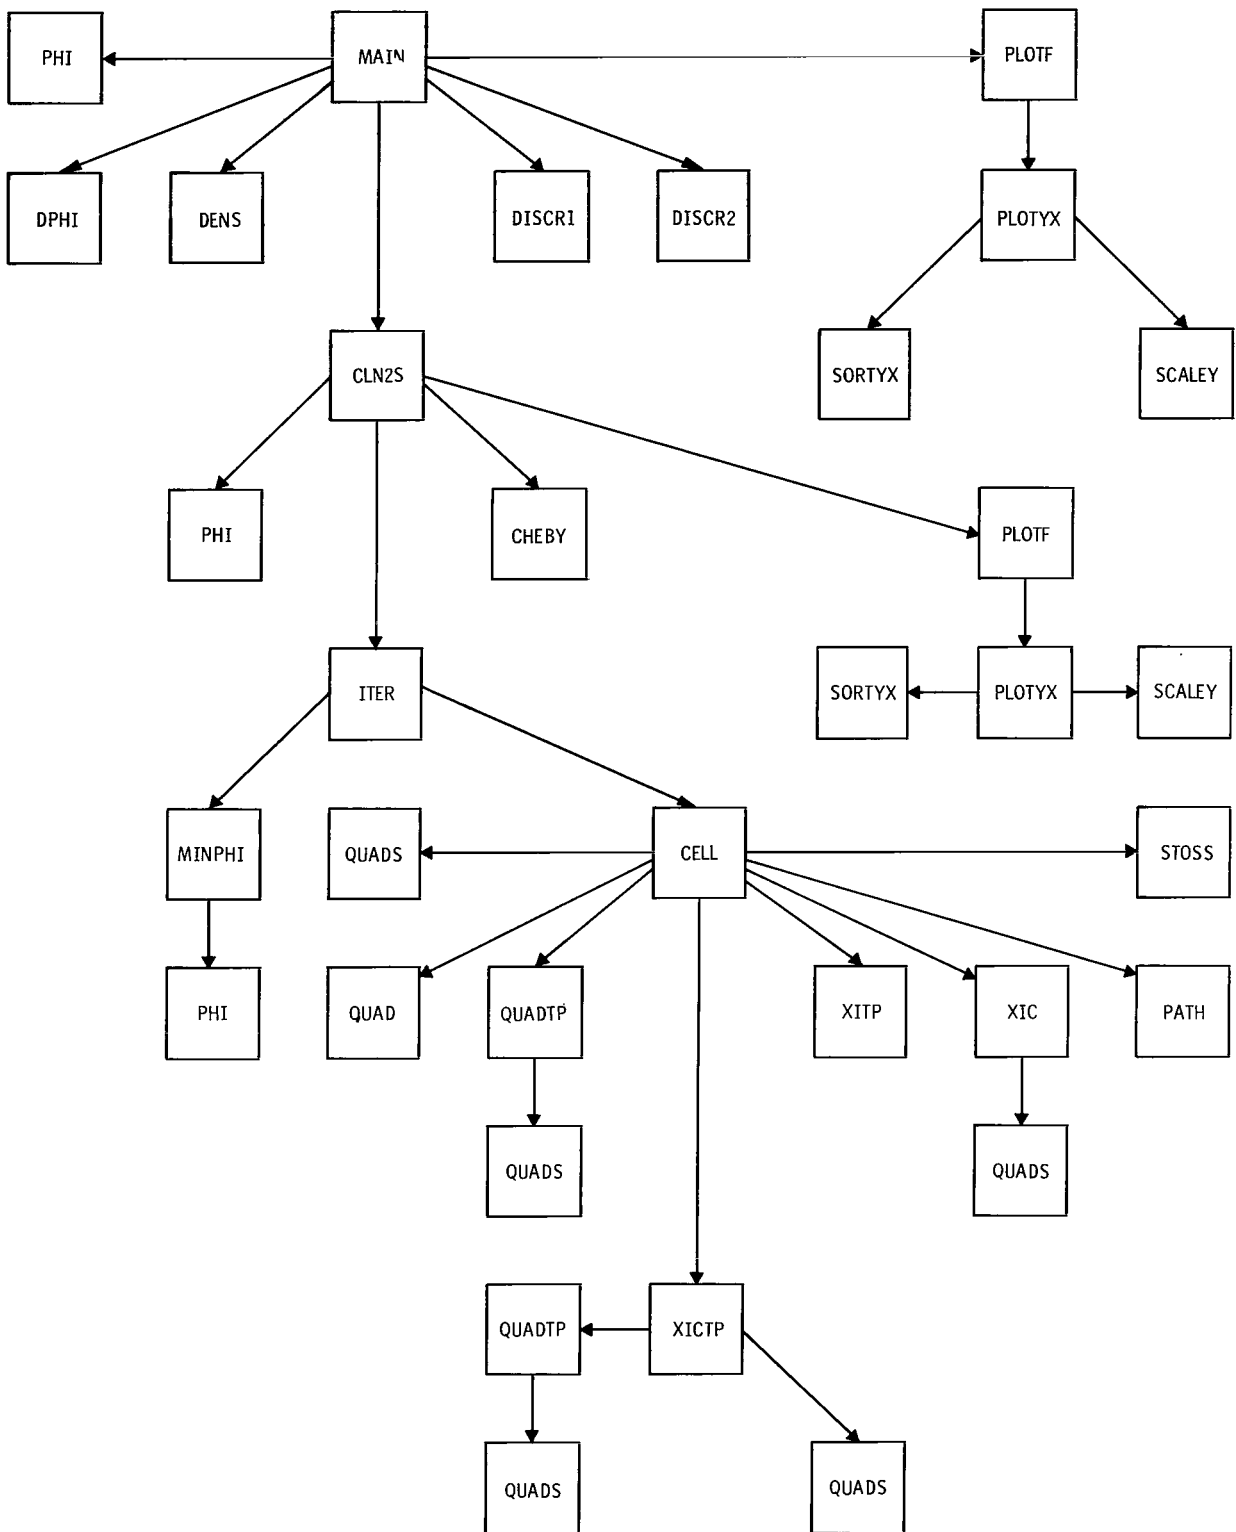 PHI
MAIN
PLOTF
DPHI
DENS
DISCR1
DISCR2
PLOTYX
SORTYX
SCALEY
CLN2S
PHI
CHEBY
PLOTF
ITER
SORTYX
PLOTYX
SCALEY
MINPHI
QUADS
CELL
STOSS
PHI
QUAD
QUADTP
XITP
XIC
PATH
QUADS
QUADS
QUADTP
XICTP
QUADS
QUADS